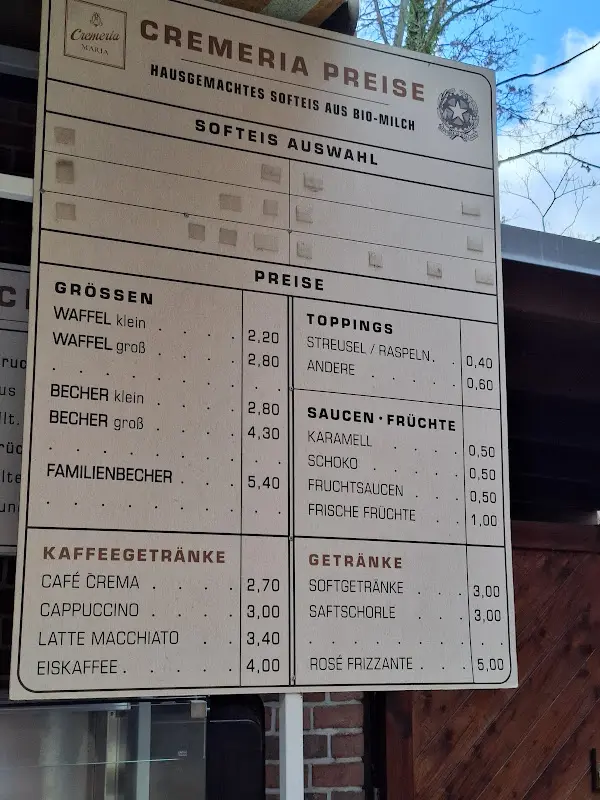 Cremeria
MARIA
CREMERIA PREISE
HAUSGEMACHTES SOFTEIS AUS BIO-MILCH
SOFTEIS AUSWAHL
PREISE
GRÖSSEN
WAFFEL klein . . . . 2,20
WAFFEL groß . . . . 2,80
BECHER klein . . . . 2,80
BECHER groß . . . . 4,30
FAMILIENBECHER . . . 5,40
TOPPINGS
STREUSEL / RASPELN . . 0,40
ANDERE . . . . . 0,60
SAUCEN · FRÜCHTE
KARAMELL . . . . 0,50
SCHOKO . . . . . 0,50
FRUCHTSAUCEN . . . 0,50
FRISCHE FRÜCHTE . . 1,00
KAFFEEGETRÄNKE
CAFÉ CREMA . . . . 2,70
CAPPUCCINO . . . . 3,00
LATTE MACCHIATO . . 3,40
EISKAFFEE . . . . . 4,00
GETRÄNKE
SOFTGETRÄNKE . . . 3,00
SAFTSCHORLE . . . . 3,00
ROSÉ FRIZZANTE . . . 5,00